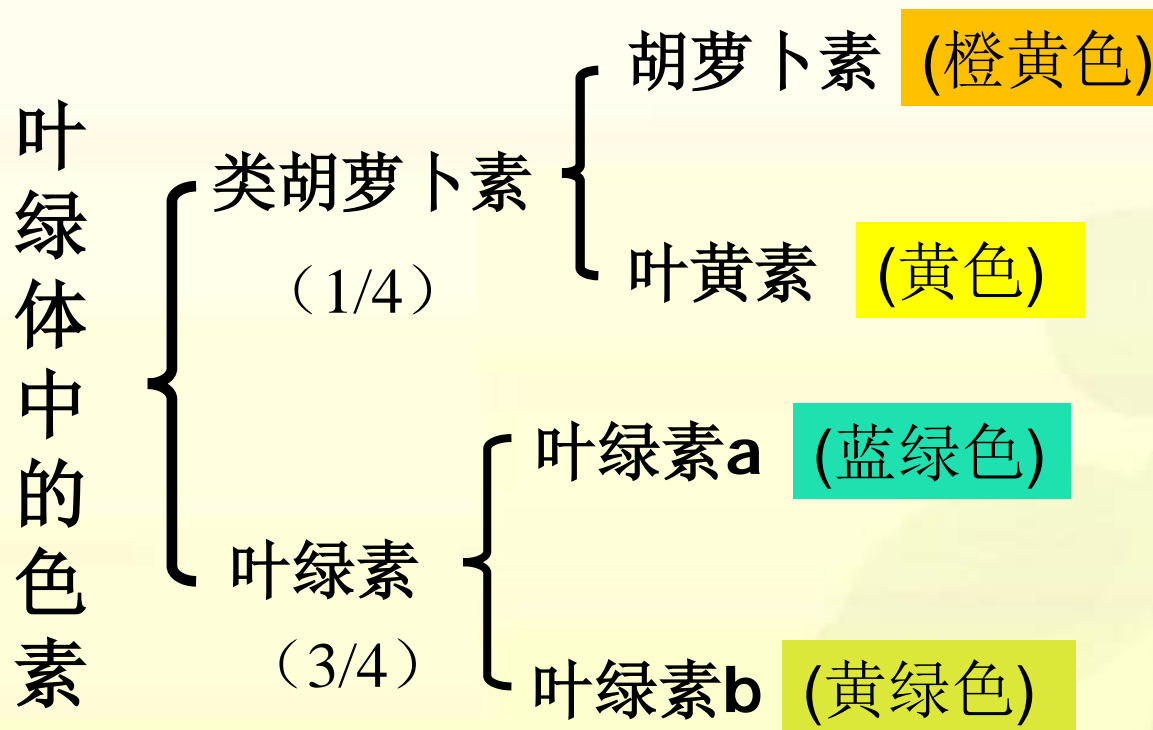 叶绿体中的色素
类胡萝卜素
（1/4）
胡萝卜素 (橙黄色)
叶黄素 (黄色)
叶绿素
（3/4）
叶绿素a (蓝绿色)
叶绿素b (黄绿色)